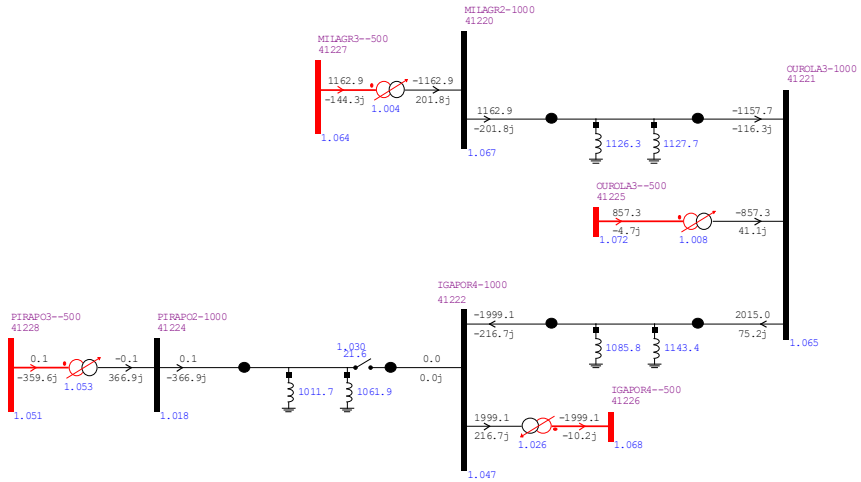 MILAGR2-1000
41220
MILAGR3--500
41227
1162.9
-1162.9
-144.3j
201.8j
1.004
1.064
OUROLA3-1000
41221
1162.9
-1157.7
-201.8j
-116.3j
1126.3
1127.7
1.067
OUROLA3--500
41225
857.3
-857.3
-4.7j
41.1j
1.072
1.008
IGAPOR4-1000
41222
-1999.1
2015.0
-216.7j
75.2j
1085.8
1143.4
1.065
PIRAPO3--500
41228
PIRAPO2-1000
41224
0.1
-0.1
0.1
1.030
21.6
0.0
-359.6j
366.9j
-366.9j
0.0j
1.053
1011.7
1061.9
1.051
1.018
IGAPOR4--500
41226
1999.1
-1999.1
216.7j
-10.2j
1.026
1.068
1.047